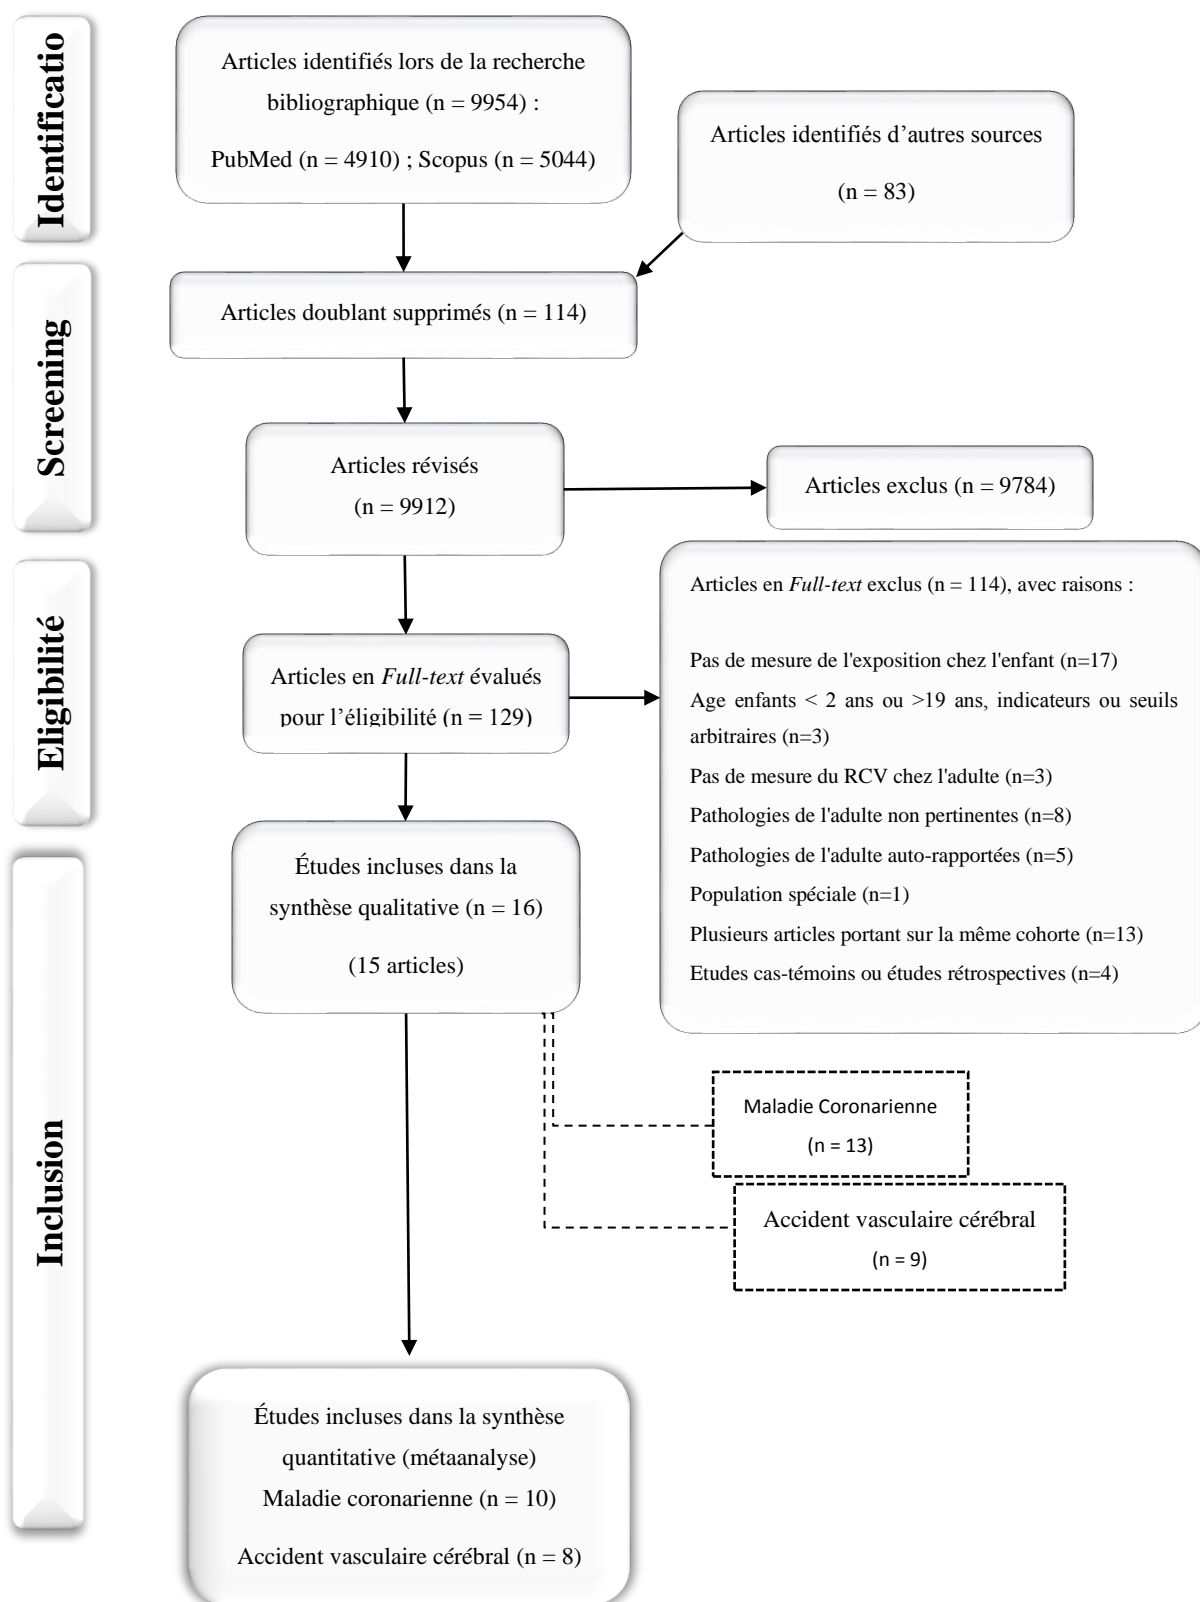 Identificatio
Articles identifiés lors de la recherche
bibliographique (n = 9954) :
PubMed (n = 4910) ; Scopus (n = 5044)
Articles identifiés d’autres sources
(n = 83)
Screening
Articles doublant supprimés (n = 114)
Articles révisés
(n = 9912)
Articles exclus (n = 9784)
Eligibilité
Articles en Full-text évalués
pour l’éligibilité (n = 129)
Articles en Full-text exclus (n = 114), avec raisons :
Pas de mesure de l'exposition chez l'enfant (n=17)
Age enfants < 2 ans ou >19 ans, indicateurs ou seuils
arbitraires (n=3)
Pas de mesure du RCV chez l'adulte (n=3)
Pathologies de l'adulte non pertinentes (n=8)
Pathologies de l'adulte auto-rapportées (n=5)
Population spéciale (n=1)
Plusieurs articles portant sur la même cohorte (n=13)
Etudes cas-témoins ou études rétrospectives (n=4)
Inclusion
Études incluses dans la
synthèse qualitative (n = 16)
(15 articles)
Maladie Coronarienne
(n = 13)
Accident vasculaire cérébral
(n = 9)
Études incluses dans la synthèse
quantitative (métaanalyse)
Maladie coronarienne (n = 10)
Accident vasculaire cérébral (n = 8)